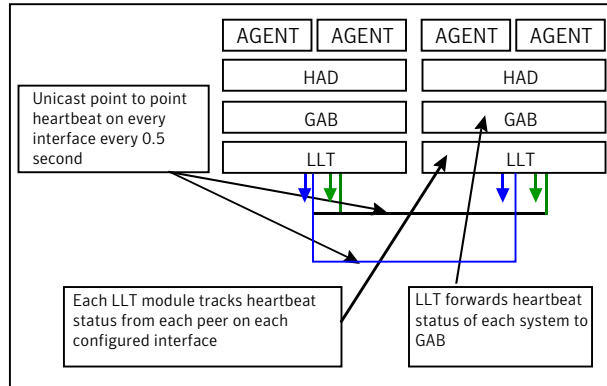 AGENT AGENT AGENT AGENT
HAD HAD
Unicast point to point
heartbeat on every
interface every 0.5
second
GAB GAB
LLT LLT
Each LLT module tracks heartbeat
status from each peer on each
configured interface
LLT forwards heartbeat
status of each system to
GAB